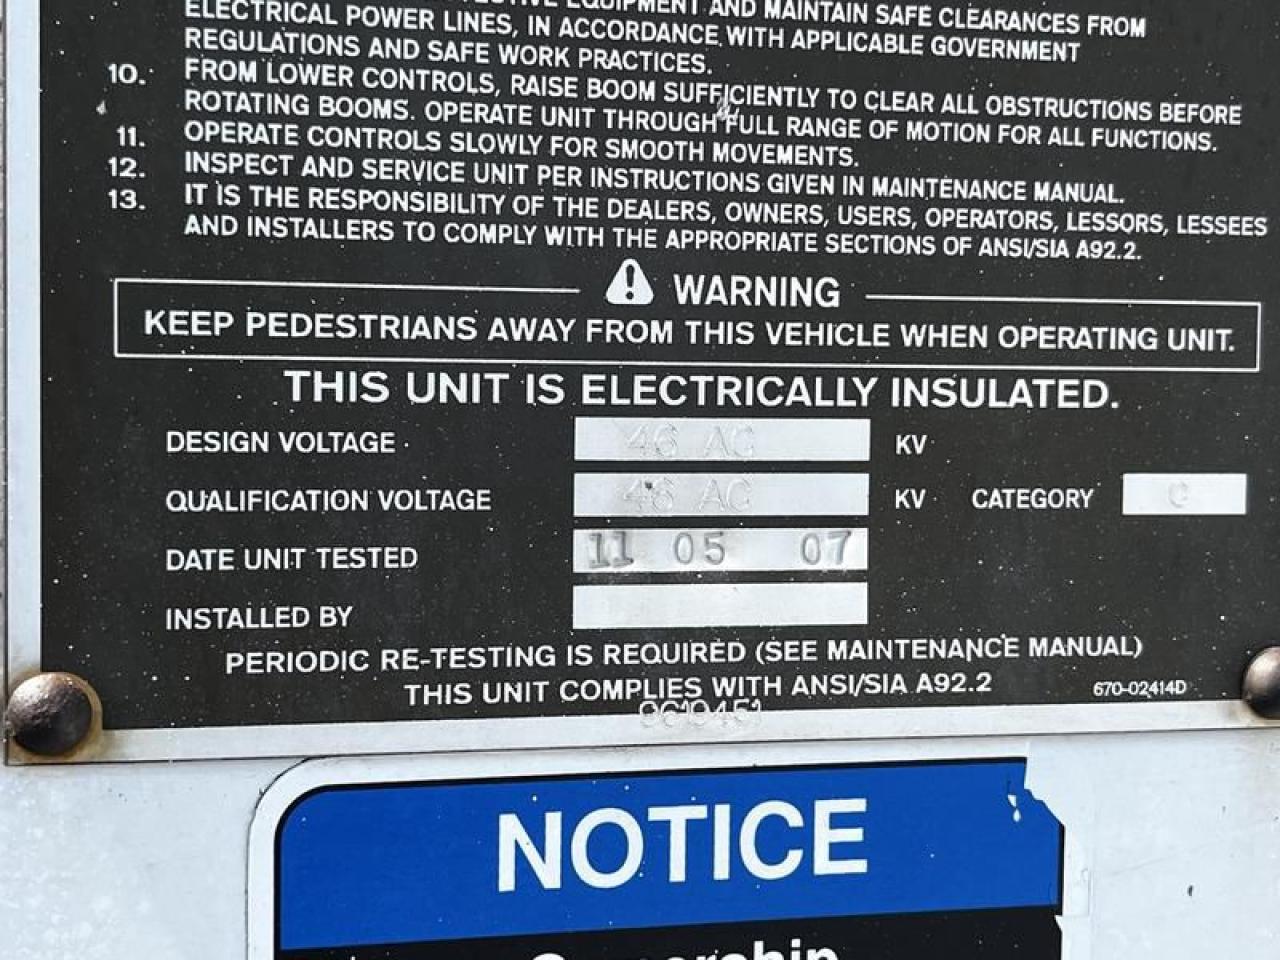 EQUIPMENT AND MAINTAIN SAFE CLEARANCES FROM
ELECTRICAL POWER LINES, IN ACCORDANCE WITH APPLICABLE GOVERNMENT
REGULATIONS AND SAFE WORK PRACTICES.
10. FROM LOWER CONTROLS, RAISE BOOM SUFFICIENTLY TO CLEAR ALL OBSTRUCTIONS BEFORE
ROTATING BOOMS. OPERATE UNIT THROUGH FULL RANGE OF MOTION FOR ALL FUNCTIONS.
11. OPERATE CONTROLS SLOWLY FOR SMOOTH MOVEMENTS.
12. INSPECT AND SERVICE UNIT PER INSTRUCTIONS GIVEN IN MAINTENANCE MANUAL.
13. IT IS THE RESPONSIBILITY OF THE DEALERS, OWNERS, USERS, OPERATORS, LESSORS, LESSEES
AND INSTALLERS TO COMPLY WITH THE APPROPRIATE SECTIONS OF ANSI/SIA A92.2.
WARNING
KEEP PEDESTRIANS AWAY FROM THIS VEHICLE WHEN OPERATING UNIT.
THIS UNIT IS ELECTRICALLY INSULATED.
DESIGN VOLTAGE 46 AC KV
QUALIFICATION VOLTAGE 46 AC KV CATEGORY C
DATE UNIT TESTED 11 05 07
INSTALLED BY
PERIODIC RE-TESTING IS REQUIRED (SEE MAINTENANCE MANUAL)
THIS UNIT COMPLIES WITH ANSI/SIA A92.2 670-02414D
NOTICE